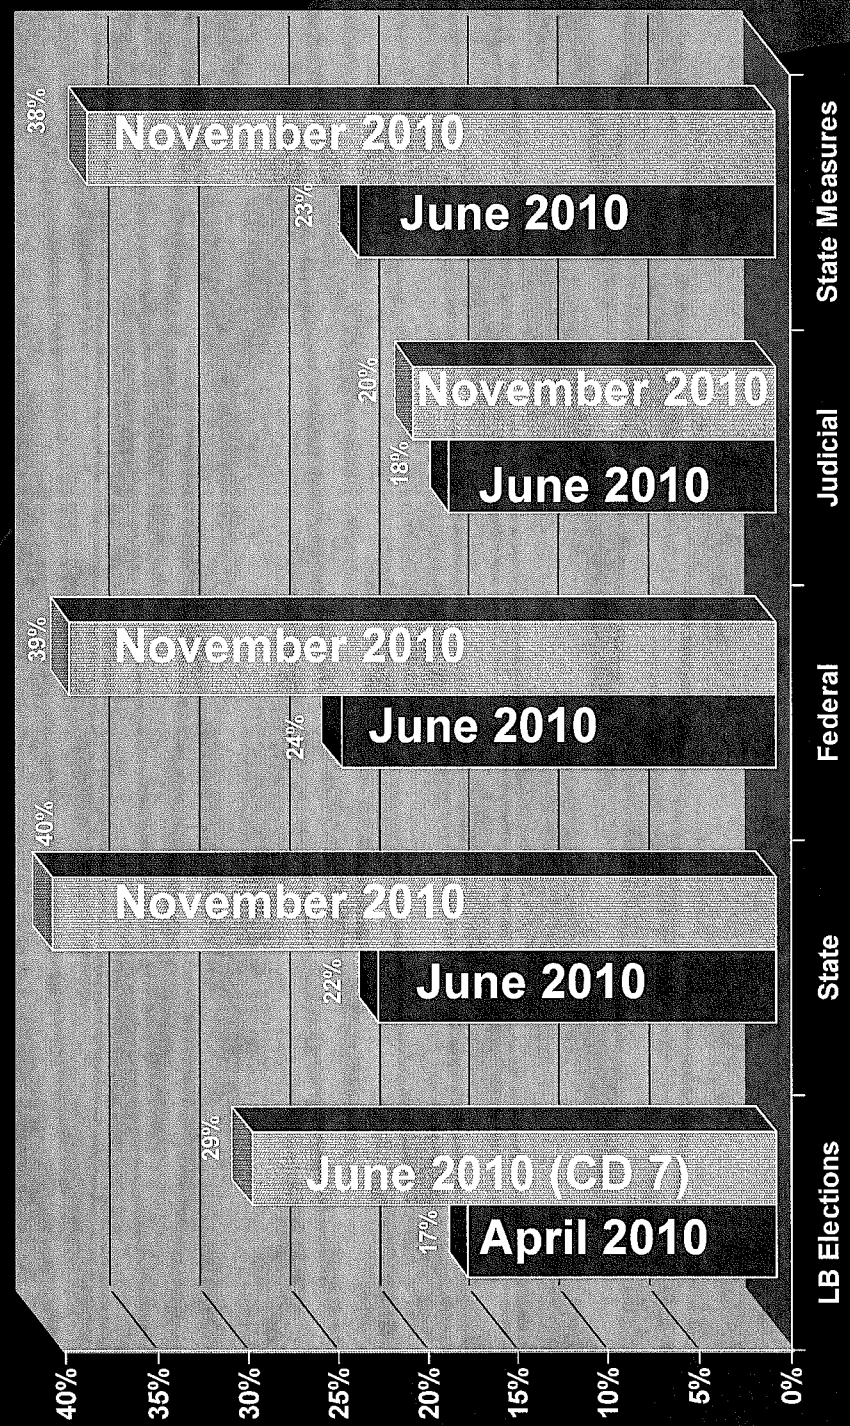 40%
35%
30%
25%
20%
15%
10%
5%
0%
17%
April 2010
29%
June 2010 (CD 7)
22%
June 2010
40%
November 2010
24%
June 2010
39%
November 2010
18%
June 2010
20%
November 2010
23%
June 2010
38%
November 2010
LB Elections
State
Federal
Judicial
State Measures